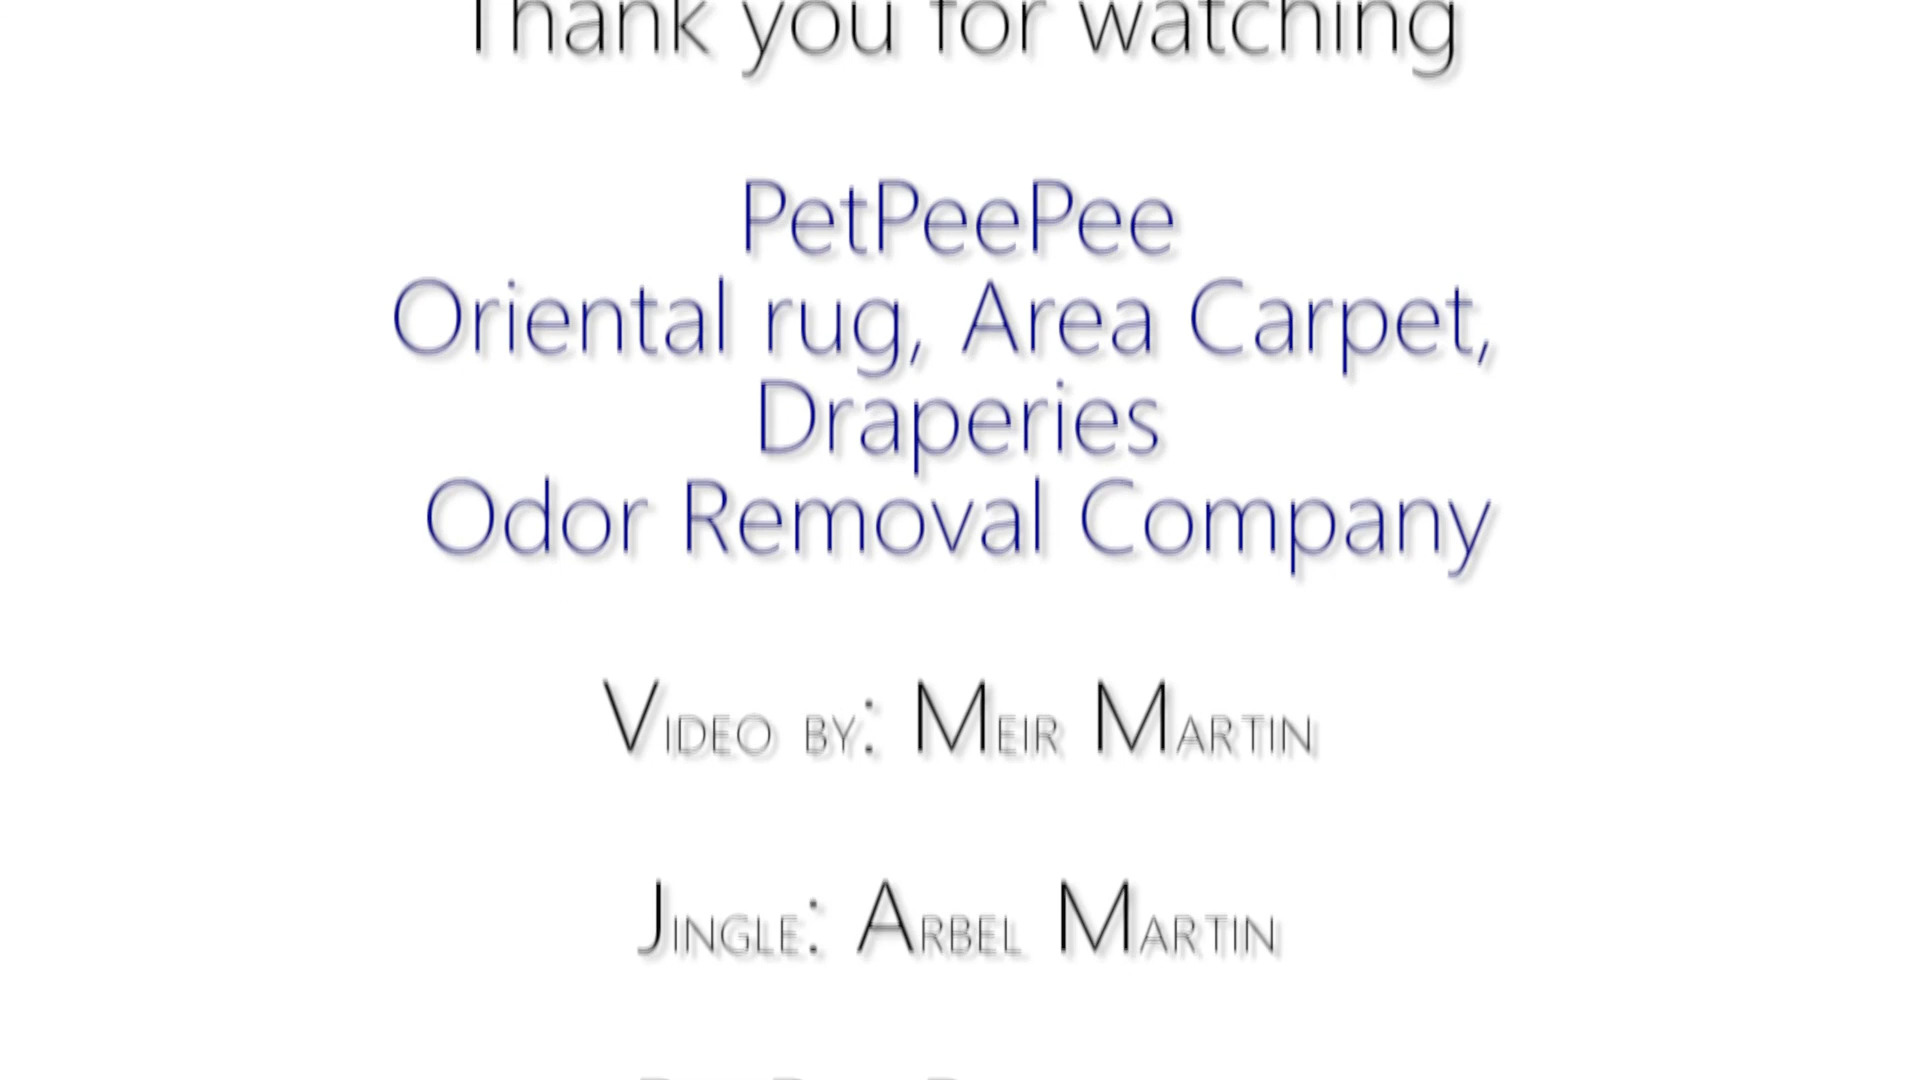 Thank you for watching
PetPeePee
Oriental rug, Area Carpet,
Draperies
Odor Removal Company
Video by: Meir Martin
Jingle: Arbel Martin